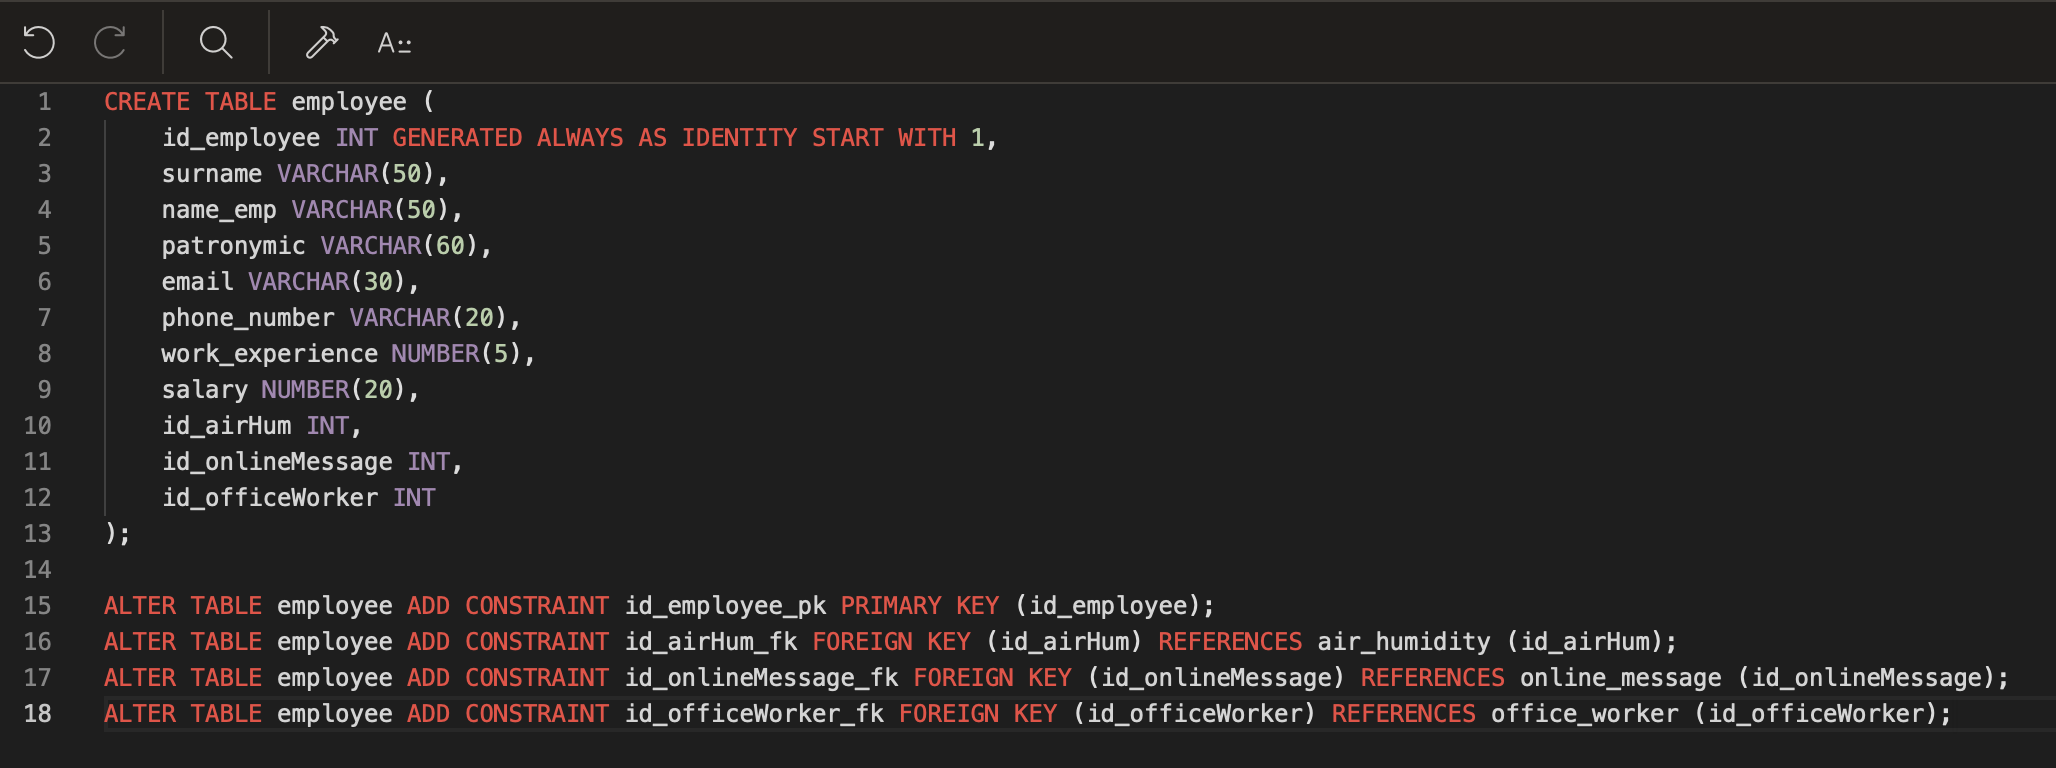 A
1 CREATE TABLE employee (
2 id_employee INT GENERATED ALWAYS AS IDENTITY START WITH 1,
3 surname VARCHAR(50),
4 name_emp VARCHAR(50),
5 patronymic VARCHAR(60),
6 email VARCHAR(30),
7 phone_number VARCHAR(20),
8 work_experience NUMBER(5),
9 salary NUMBER(20),
10 id_airHum INT,
11 id_onlineMessage INT,
12 id_officeWorker INT
13 );
14
15 ALTER TABLE employee ADD CONSTRAINT id_employee_pk PRIMARY KEY (id_employee);
16 ALTER TABLE employee ADD CONSTRAINT id_airHum_fk FOREIGN KEY (id_airHum) REFERENCES air_humidity (id_airHum);
17 ALTER TABLE employee ADD CONSTRAINT id_onlineMessage_fk FOREIGN KEY (id_onlineMessage) REFERENCES online_message (id_onlineMessage);
18 ALTER TABLE employee ADD CONSTRAINT id_officeWorker_fk FOREIGN KEY (id_officeWorker) REFERENCES office_worker (id_officeWorker);